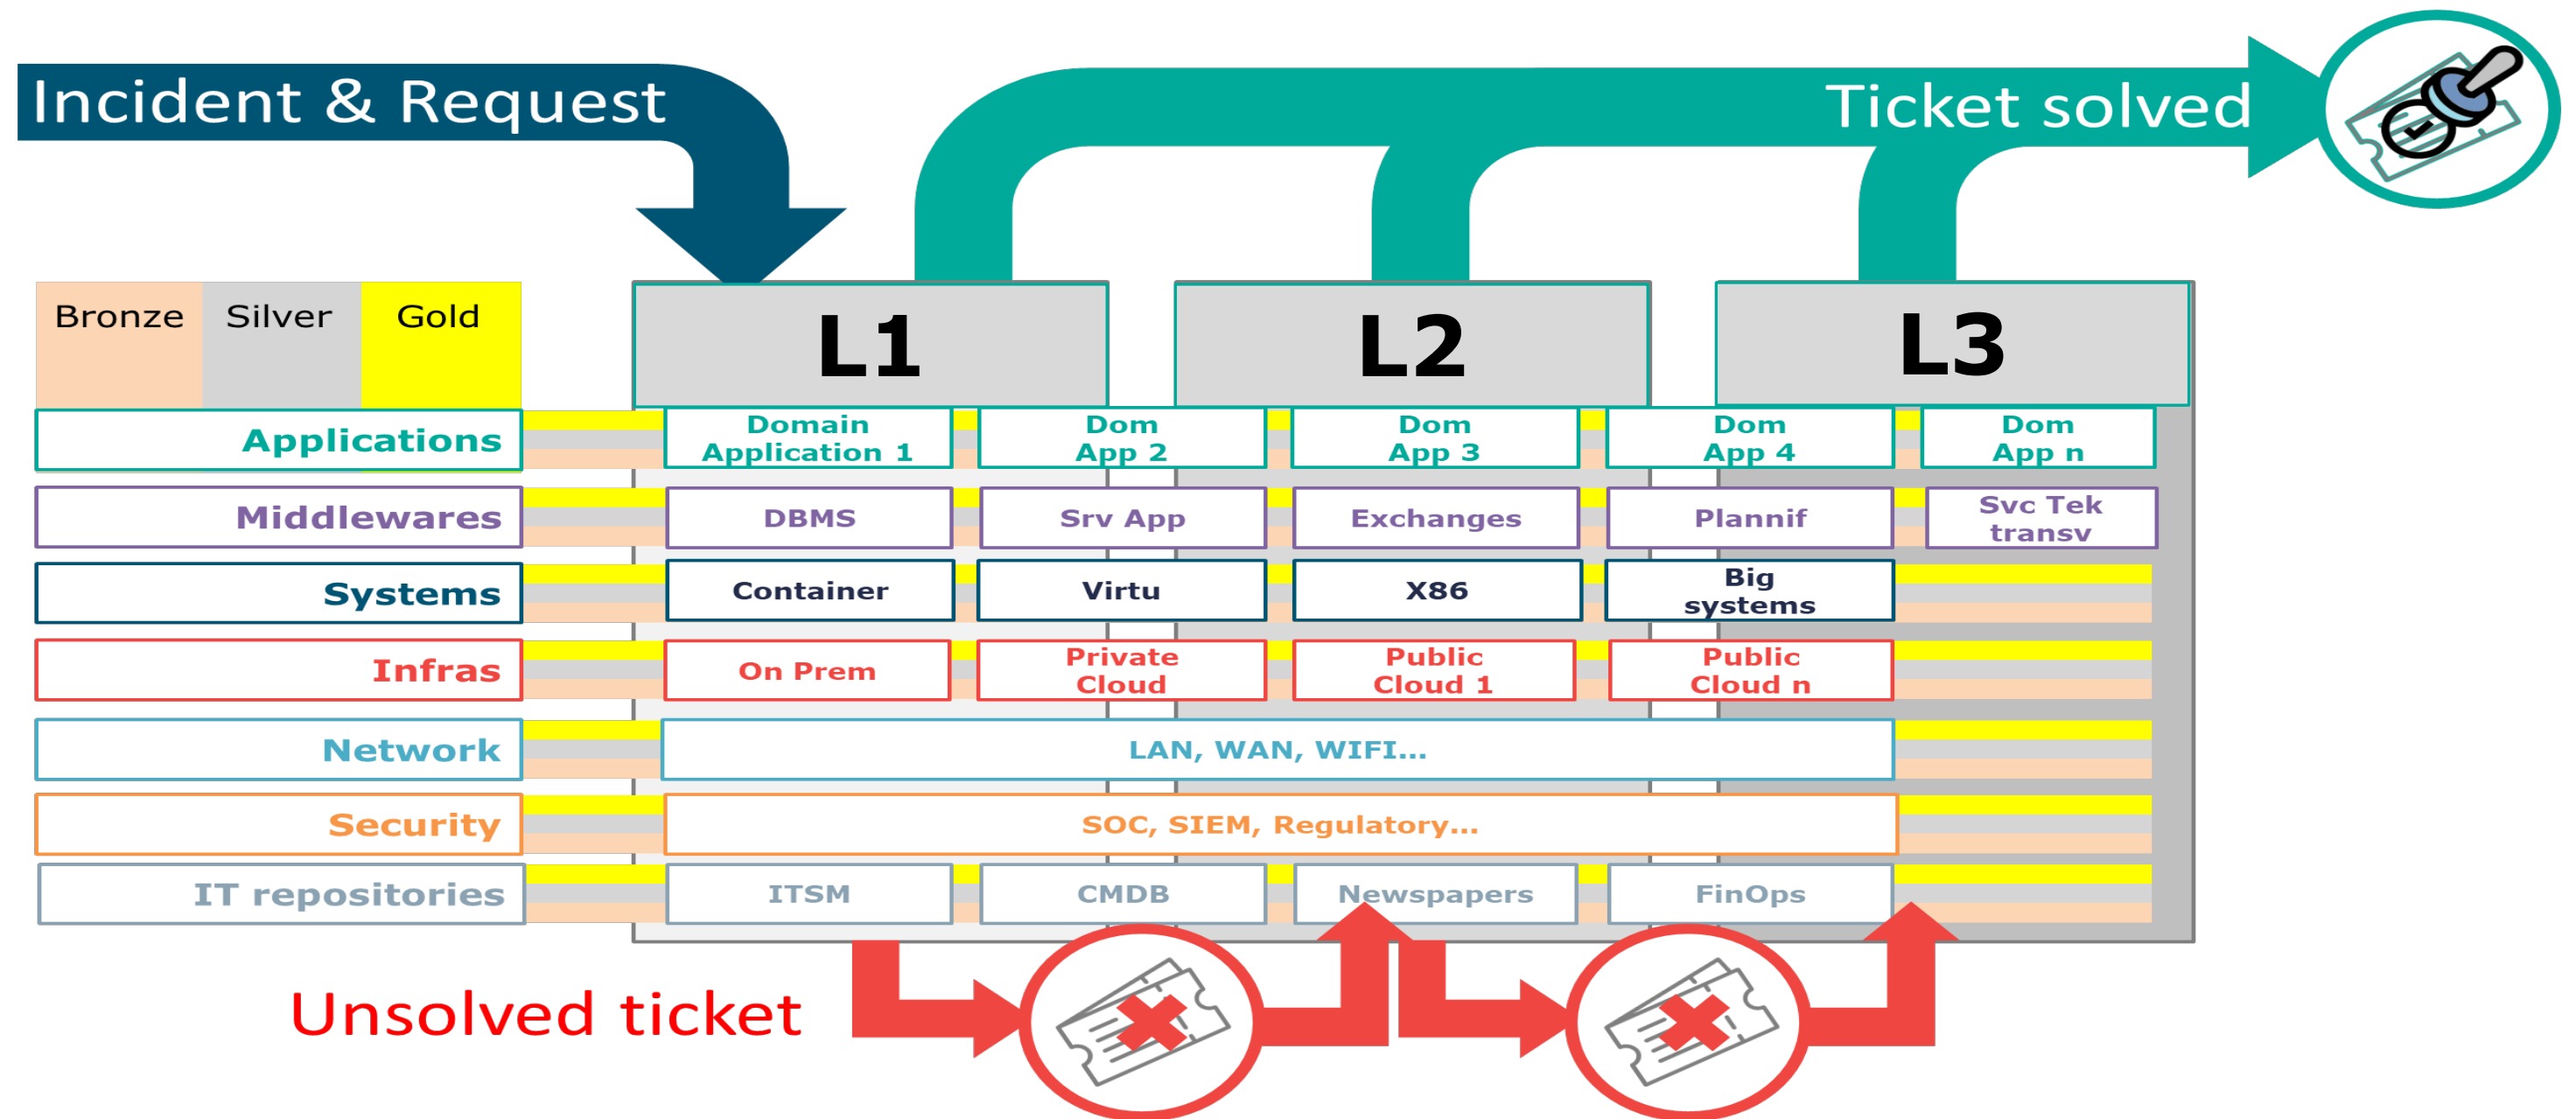 Incident & Request
Ticket solved
Bronze
Silver
Gold
L1
L2
L3
Applications
Domain
Application 1
Dom
App 2
Dom
App 3
Dom
App 4
Dom
App n
Middlewares
DBMS
Srv App
Exchanges
Plannif
Svc Tek
transv
Systems
Container
Virtu
X86
Big
systems
Infras
On Prem
Private
Cloud
Public
Cloud 1
Public
Cloud n
Network
LAN, WAN, WIFI...
Security
SOC, SIEM, Regulatory...
IT repositories
ITSM
CMDB
Newspapers
FinOps
Unsolved ticket